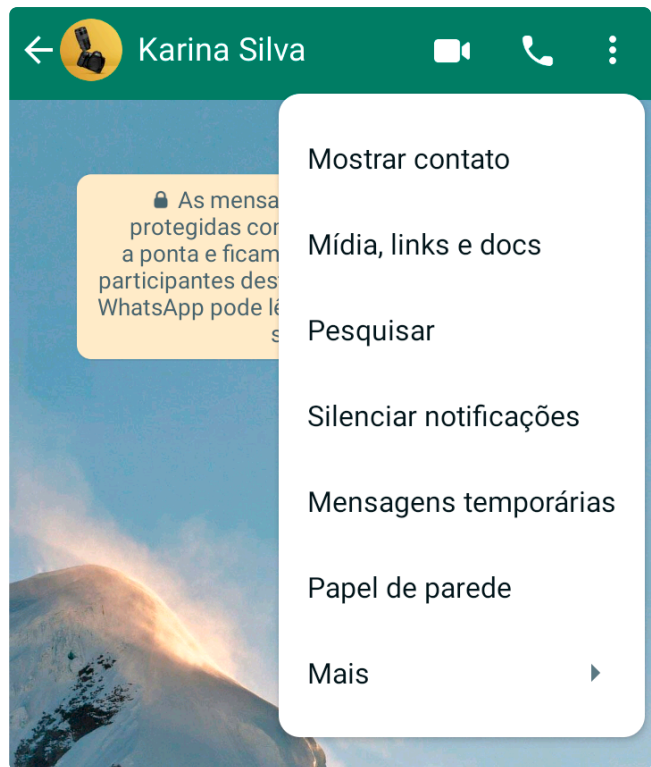 Karina Silva
As mensa
protegidas co
a ponta e ficam
participantes des
WhatsApp pode l
s
Mostrar contato
Mídia, links e docs
Pesquisar
Silenciar notificações
Mensagens temporárias
Papel de parede
Mais